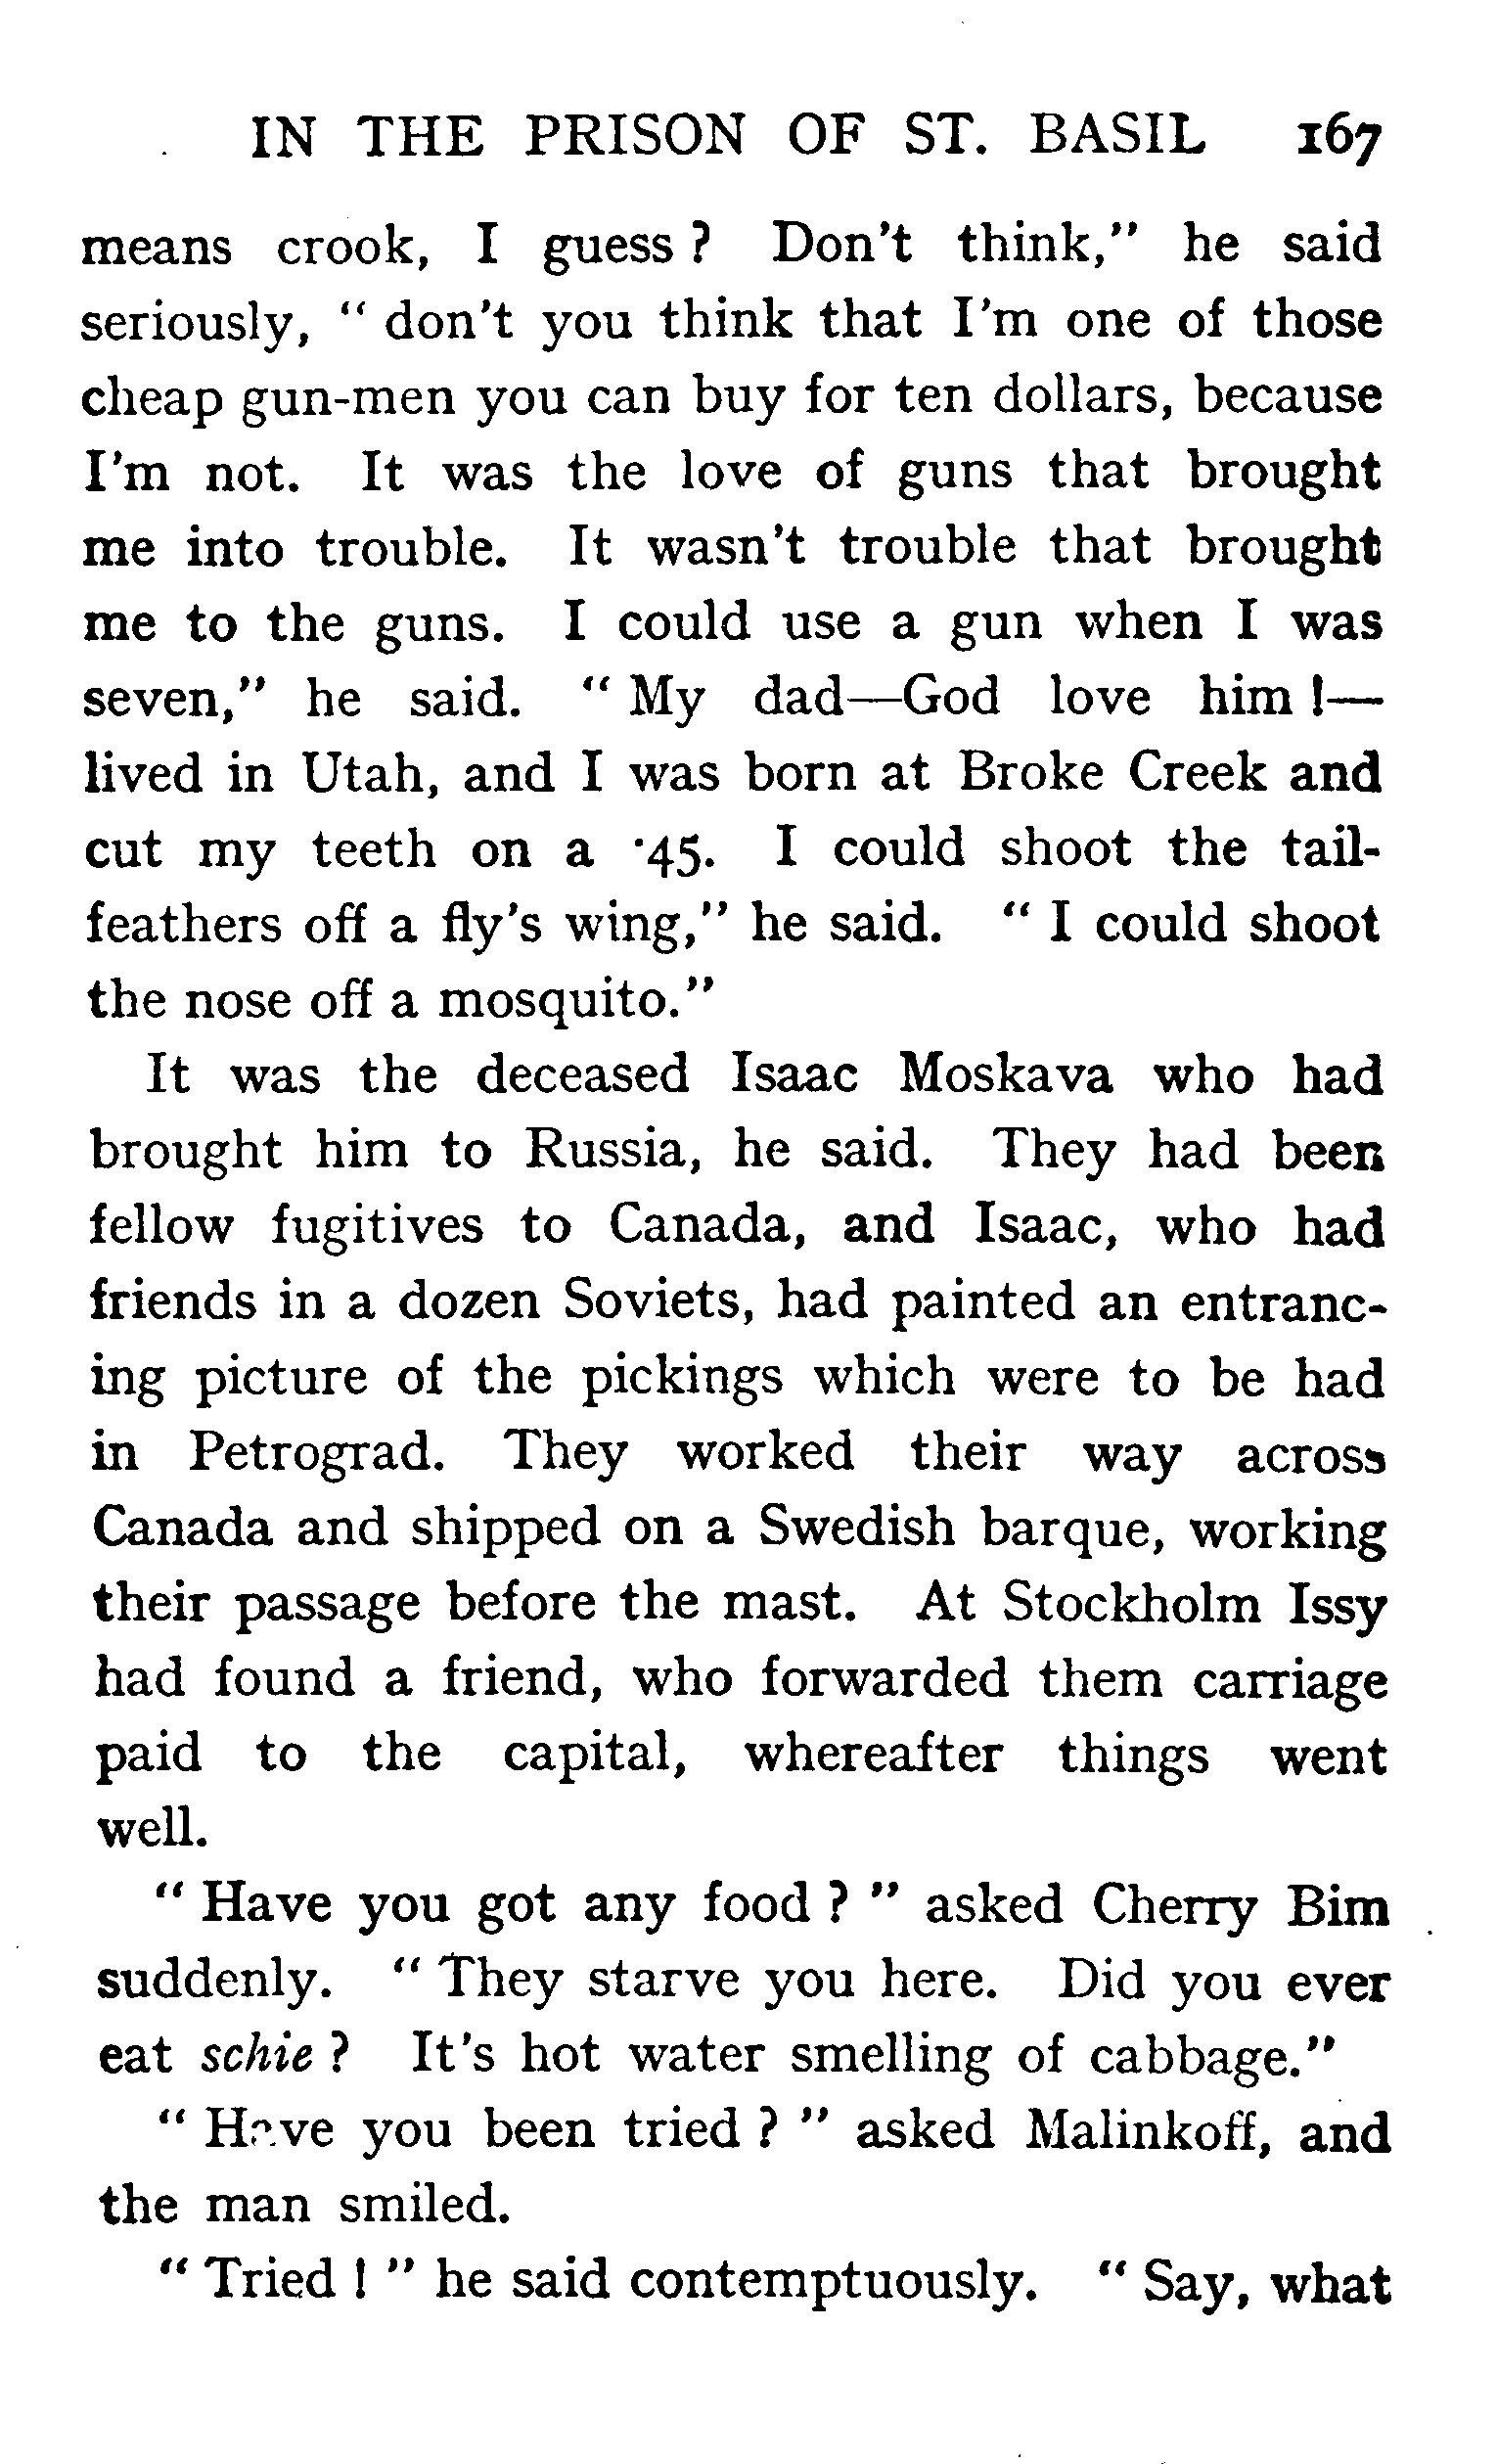 IN THE PRISON OF ST. BASIL 167
means crook, I guess ? Don't think," he said
seriously, " don't you think that I'm one of those
cheap gun-men you can buy for ten dollars, because
I'm not. It was the love of guns that brought
me into trouble. It wasn't trouble that brought
me to the guns. I could use a gun when I was
seven," he said. " My dad—God love him !—
lived in Utah, and I was born at Broke Creek and
cut my teeth on a ·45. I could shoot the tail-
feathers off a fly's wing," he said. " I could shoot
the nose off a mosquito."
It was the deceased Isaac Moskava who had
brought him to Russia, he said. They had been
fellow fugitives to Canada, and Isaac, who had
friends in a dozen Soviets, had painted an entranc-
ing picture of the pickings which were to be had
in Petrograd. They worked their way across
Canada and shipped on a Swedish barque, working
their passage before the mast. At Stockholm Issy
had found a friend, who forwarded them carriage
paid to the capital, whereafter things went
well.
" Have you got any food ? " asked Cherry Bim
suddenly. " They starve you here. Did you ever
eat schie ? It's hot water smelling of cabbage."
" Have you been tried ? " asked Malinkoff, and
the man smiled.
" Tried ! " he said contemptuously. " Say, what